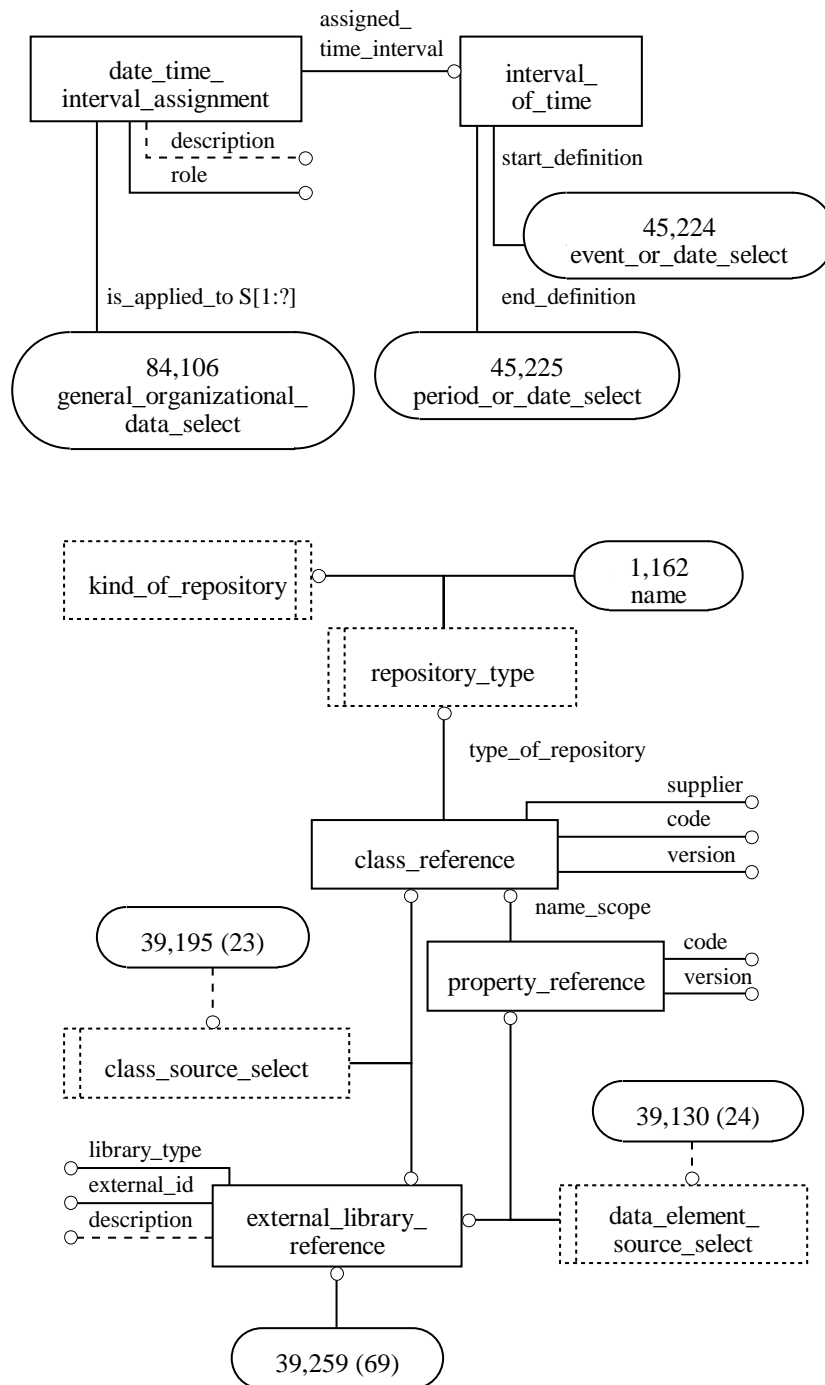 assigned_
time_interval
date_time_
interval_assignment
interval_
of_time
description
role
start_definition
45,224
event_or_date_select
is_applied_to S[1:?]
end_definition
84,106
general_organizational_
data_select
45,225
period_or_date_select
kind_of_repository
1,162
name
repository_type
type_of_repository
supplier
code
version
class_reference
name_scope
39,195 (23)
code
version
property_reference
class_source_select
39,130 (24)
library_type
external_id
description
external_library_
reference
data_element_
source_select
39,259 (69)